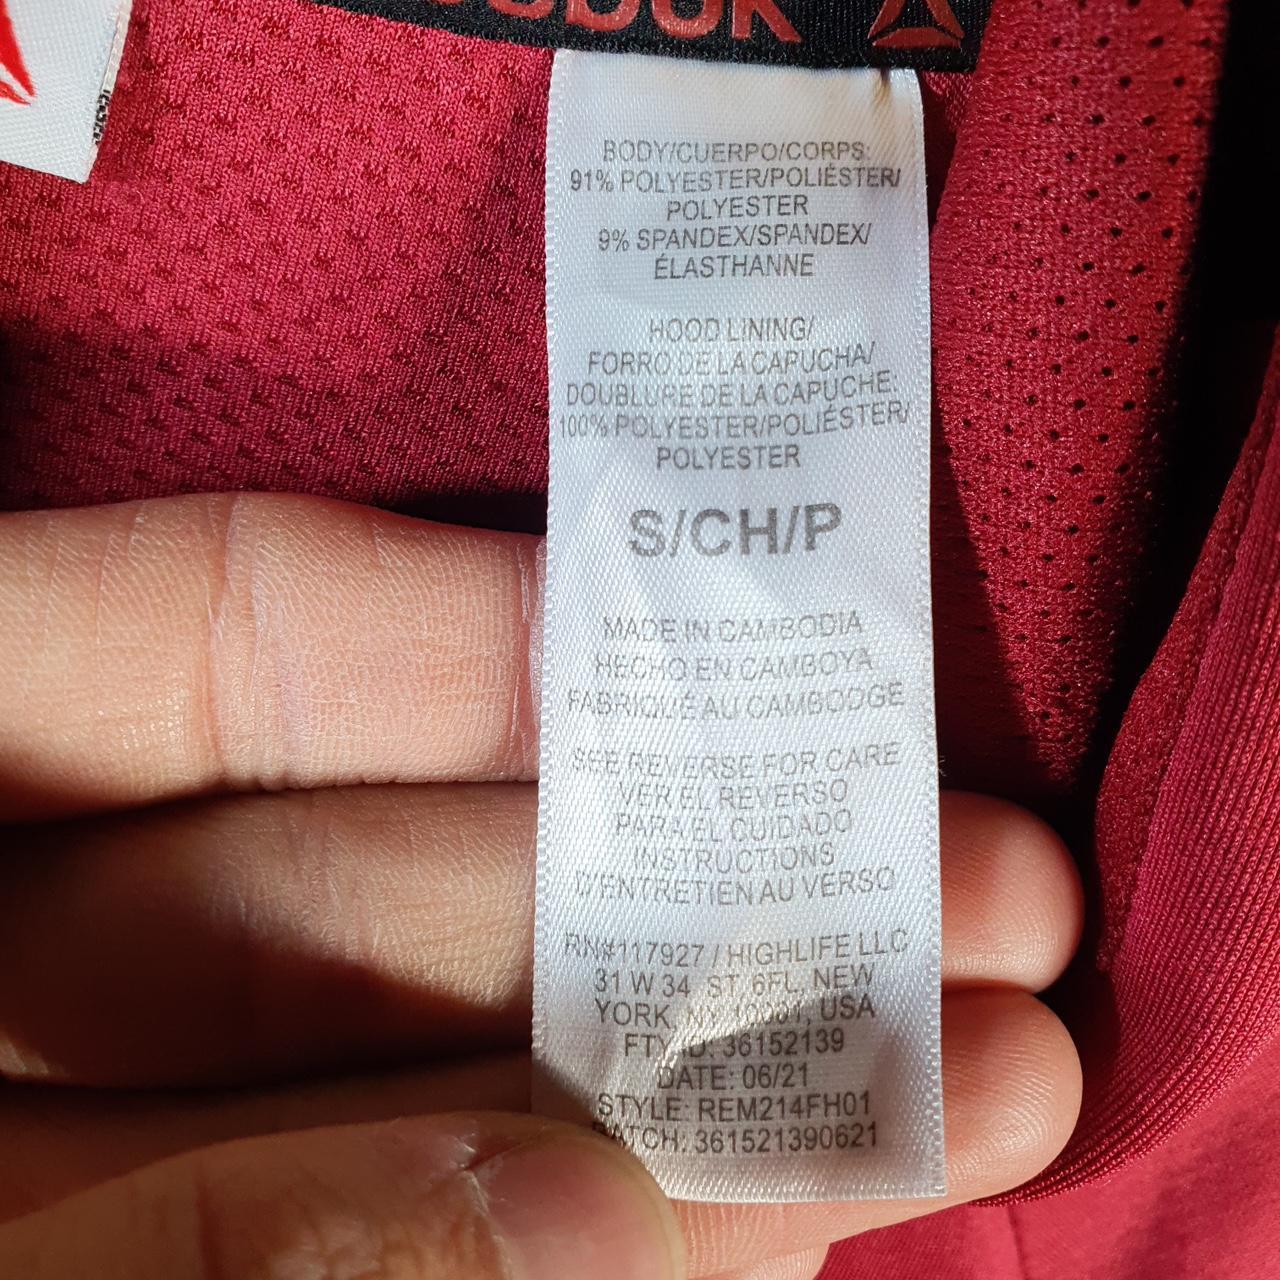 BODY/CUERPO/CORPS:
91% POLYESTER/POLIÉSTER/
POLYESTER
9% SPANDEX/SPANDEX/
ÉLASTHANNE
HOOD LINING/
FORRO DE LA CAPUCHA/
DOUBLURE DE LA CAPUCHE:
100% POLYESTER/POLIÉSTER/
POLYESTER
S/CH/P
MADE IN CAMBODIA
HECHO EN CAMBOYA
FABRIQUÉ AU CAMBODGE
SEE REVERSE FOR CARE
VER EL REVERSO
PARA EL CUIDADO
INSTRUCTIONS
D'ENTRETIEN AU VERSO
RN#117927 / HIGHLIFE LLC
31 W 34 ST. 6FL, NEW
YORK, NY 10001, USA
FTY ID: 36152139
DATE: 06/21
STYLE: REM214FH01
BATCH: 361521390621